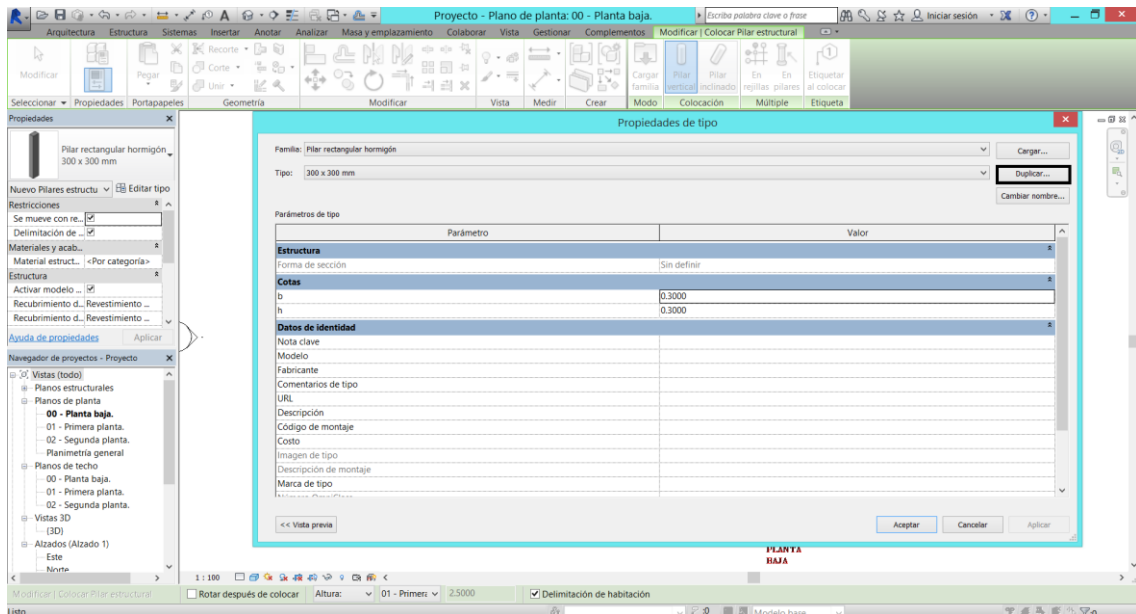 Proyecto - Plano de planta: 00 - Planta baja.
Escriba palabra clave o frase
Iniciar sesión
Arquitectura Estructura Sistemas Insertar Anotar Analizar Masa y emplazamiento Colaborar Vista Gestionar Complementos Modificar | Colocar Pilar estructural
Modificar
Pegar
Recorte
Corte
Unir
Cargar familia
Pilar vertical
Pilar inclinado
En rejillas
En pilares
Etiquetar al colocar
Seleccionar Propiedades Portapapeles Geometría Modificar Vista Medir Crear Modo Colocación Múltiple Etiqueta
Propiedades
Pilar rectangular hormigón
300 x 300 mm
Nuevo Pilares estructu Editar tipo
Restricciones
Se mueve con re...
Delimitación de ...
Materiales y acab...
Material estruct... <Por categoría>
Estructura
Activar modelo ...
Recubrimiento d... Revestimiento ...
Recubrimiento d... Revestimiento ...
Ayuda de propiedades Aplicar
Navegador de proyectos - Proyecto
Vistas (todo)
Planos estructurales
Planos de planta
00 - Planta baja.
01 - Primera planta.
02 - Segunda planta.
Planimetría general
Planos de techo
00 - Planta baja.
01 - Primera planta.
02 - Segunda planta.
Vistas 3D
{3D}
Alzados (Alzado 1)
Este
Norte
Propiedades de tipo
Familia: Pilar rectangular hormigón Cargar...
Tipo: 300 x 300 mm Duplicar...
Cambiar nombre...
Parámetros de tipo
Parámetro Valor
Estructura
Forma de sección Sin definir
Cotas
b 0.3000
h 0.3000
Datos de identidad
Nota clave
Modelo
Fabricante
Comentarios de tipo
URL
Descripción
Código de montaje
Costo
Imagen de tipo
Descripción de montaje
Marca de tipo
Número OmniClass
<< Vista previa Aceptar Cancelar Aplicar
PLANTA
BAJA
1 : 100
Modificar | Colocar Pilar estructural Rotar después de colocar Altura: 01 - Primera 2.5000 Delimitación de habitación
Listo :0 Modelo base